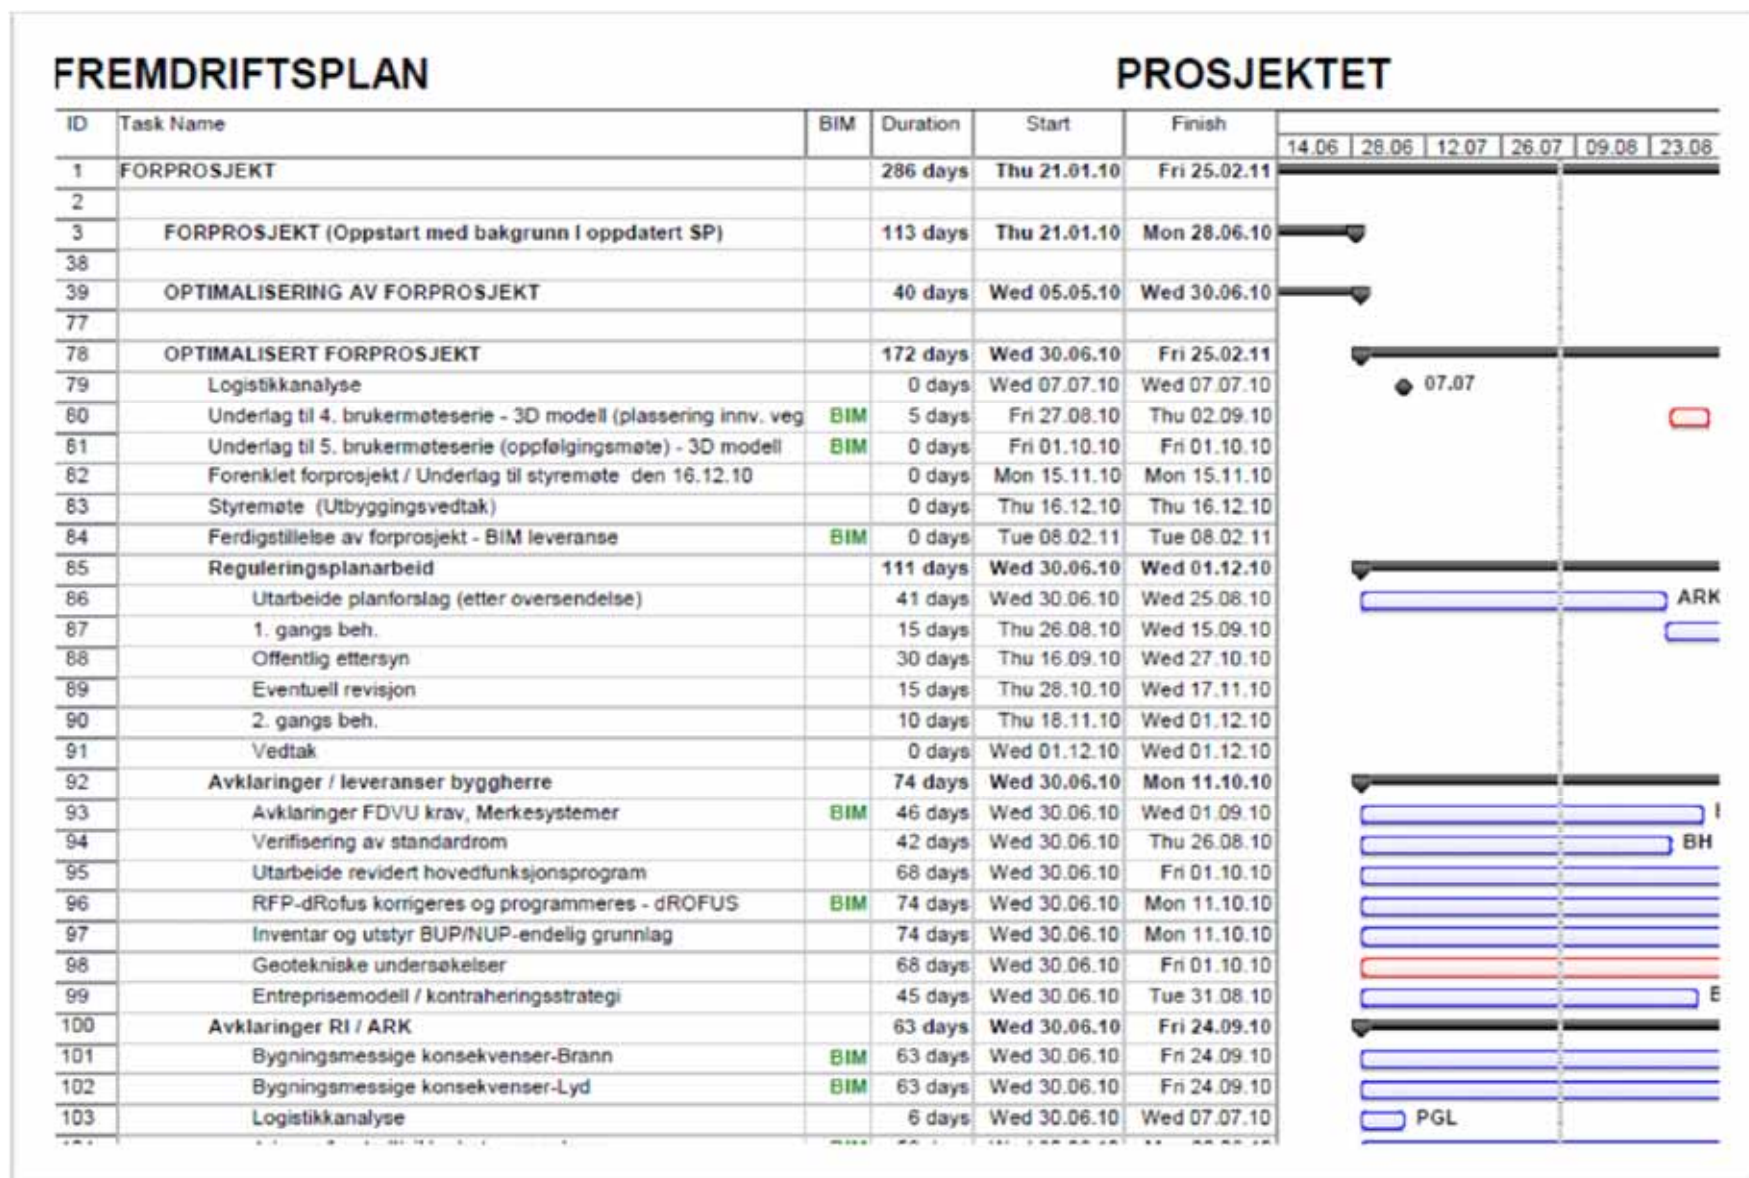 FREMDRIFTSPLAN PROSJEKTET
ID Task Name BIM Duration Start Finish
14.06 28.06 12.07 26.07 09.08 23.08
1 FORPROSJEKT 286 days Thu 21.01.10 Fri 25.02.11
2
3 FORPROSJEKT (Oppstart med bakgrunn I oppdatert SP) 113 days Thu 21.01.10 Mon 28.06.10
38
39 OPTIMALISERING AV FORPROSJEKT 40 days Wed 05.05.10 Wed 30.06.10
77
78 OPTIMALISERT FORPROSJEKT 172 days Wed 30.06.10 Fri 25.02.11
79 Logistikkanalyse 0 days Wed 07.07.10 Wed 07.07.10 07.07
80 Underlag til 4. brukermøteserie - 3D modell (plassering innv. veg BIM 5 days Fri 27.08.10 Thu 02.09.10
81 Underlag til 5. brukermøteserie (oppfølgingsmøte) - 3D modell BIM 0 days Fri 01.10.10 Fri 01.10.10
82 Forenklet forprosjekt / Underlag til styremøte den 16.12.10 0 days Mon 15.11.10 Mon 15.11.10
83 Styremøte (Utbyggingsvedtak) 0 days Thu 16.12.10 Thu 16.12.10
84 Ferdigstillelse av forprosjekt - BIM leveranse BIM 0 days Tue 08.02.11 Tue 08.02.11
85 Reguleringsplanarbeid 111 days Wed 30.06.10 Wed 01.12.10
86 Utarbeide planforslag (etter oversendelse) 41 days Wed 30.06.10 Wed 25.08.10 ARK
87 1. gangs beh. 15 days Thu 26.08.10 Wed 15.09.10
88 Offentlig ettersyn 30 days Thu 16.09.10 Wed 27.10.10
89 Eventuell revisjon 15 days Thu 28.10.10 Wed 17.11.10
90 2. gangs beh. 10 days Thu 18.11.10 Wed 01.12.10
91 Vedtak 0 days Wed 01.12.10 Wed 01.12.10
92 Avklaringer / leveranser byggherre 74 days Wed 30.06.10 Mon 11.10.10
93 Avklaringer FDVU krav, Merkesystemer BIM 46 days Wed 30.06.10 Wed 01.09.10
94 Verifisering av standardrom 42 days Wed 30.06.10 Thu 26.08.10 BH
95 Utarbeide revidert hovedfunksjonsprogram 68 days Wed 30.06.10 Fri 01.10.10
96 RFP-dRofus korrigeres og programmeres - dROFUS BIM 74 days Wed 30.06.10 Mon 11.10.10
97 Inventar og utstyr BUP/NUP-endelig grunnlag 74 days Wed 30.06.10 Mon 11.10.10
98 Geotekniske undersøkelser 68 days Wed 30.06.10 Fri 01.10.10
99 Entreprisemodell / kontraheringsstrategi 45 days Wed 30.06.10 Tue 31.08.10
100 Avklaringer RI / ARK 63 days Wed 30.06.10 Fri 24.09.10
101 Bygningsmessige konsekvenser-Brann BIM 63 days Wed 30.06.10 Fri 24.09.10
102 Bygningsmessige konsekvenser-Lyd BIM 63 days Wed 30.06.10 Fri 24.09.10
103 Logistikkanalyse 6 days Wed 30.06.10 Wed 07.07.10 PGL